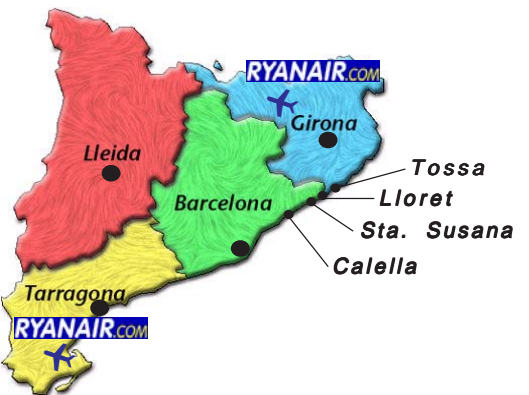 RYANAIR.COM
Girona
Lleida
Tossa
Lloret
Barcelona
Sta. Susana
Calella
Tarragona
RYANAIR.COM